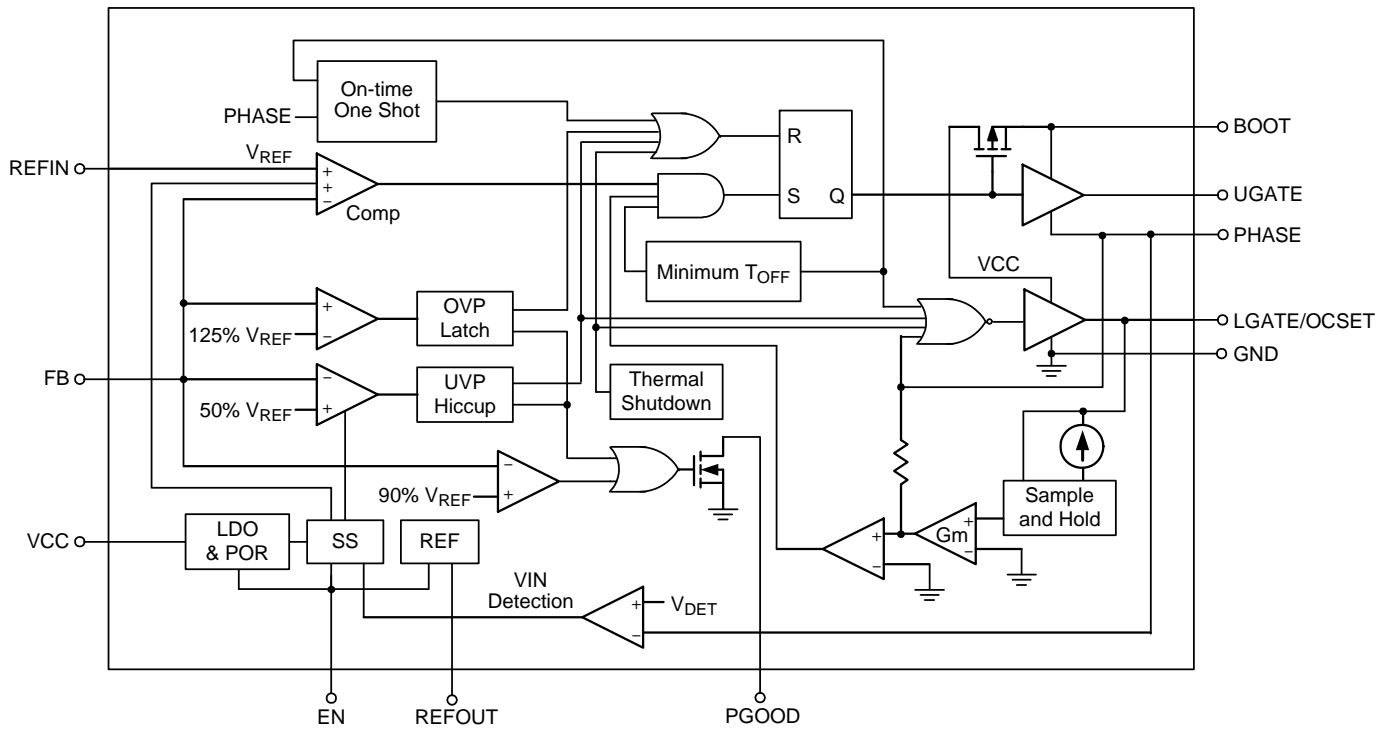 On-time
One Shot
PHASE
REFIN
VREF
+
+
−
Comp
R
S
Q
BOOT
UGATE
PHASE
Minimum TOFF
VCC
+
−
125% VREF
OVP
Latch
LGATE/OCSET
GND
FB
−
+
50% VREF
UVP
Hiccup
Thermal
Shutdown
−
+
90% VREF
Sample
and Hold
VCC
LDO
& POR
SS
REF
+
−
Gm
+
−
VIN
Detection
+
−
VDET
EN
REFOUT
PGOOD